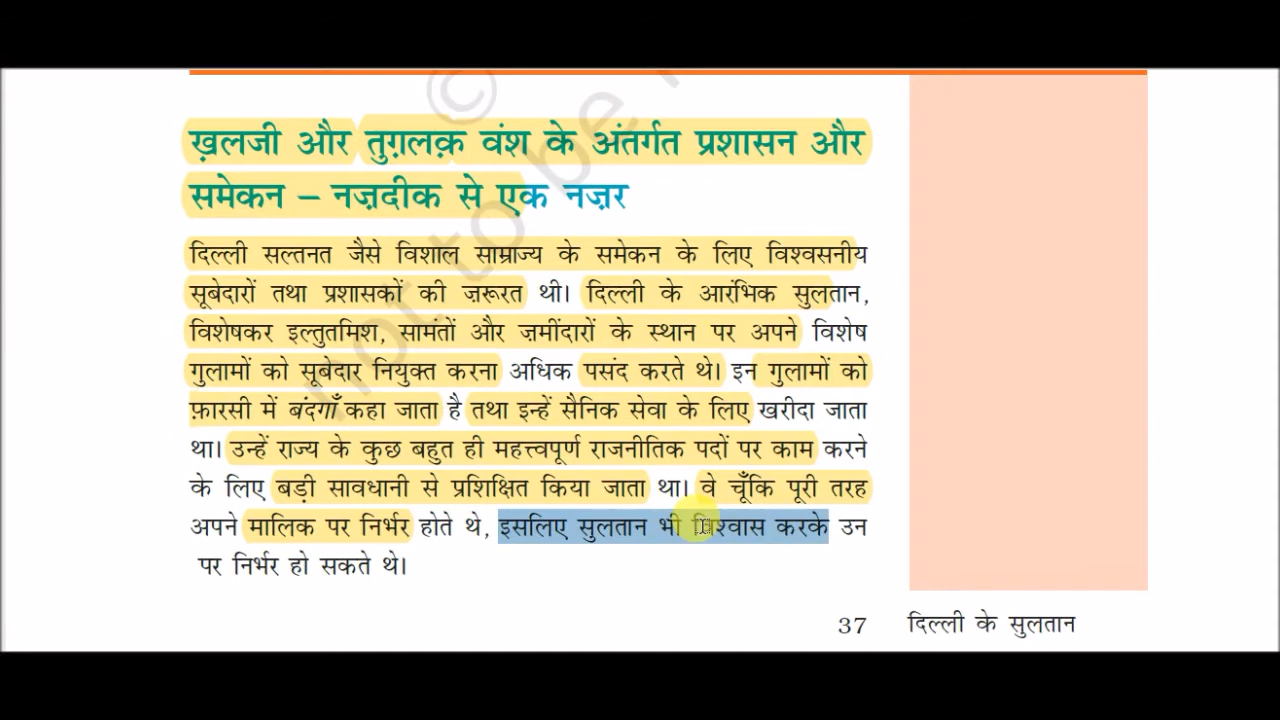 ख़लजी और तुग़लक़ वंश के अंतर्गत प्रशासन और
समेकन – नज़दीक से एक नज़र
दिल्ली सल्तनत जैसे विशाल साम्राज्य के समेकन के लिए विश्वसनीय
सूबेदारों तथा प्रशासकों की ज़रूरत थी। दिल्ली के आरंभिक सुलतान,
विशेषकर इल्तुतमिश, सामंतों और ज़मींदारों के स्थान पर अपने विशेष
गुलामों को सूबेदार नियुक्त करना अधिक पसंद करते थे। इन गुलामों को
फ़ारसी में बंदगाँ कहा जाता है तथा इन्हें सैनिक सेवा के लिए खरीदा जाता
था। उन्हें राज्य के कुछ बहुत ही महत्त्वपूर्ण राजनीतिक पदों पर काम करने
के लिए बड़ी सावधानी से प्रशिक्षित किया जाता था। वे चूँकि पूरी तरह
अपने मालिक पर निर्भर होते थे, इसलिए सुलतान भी विश्वास करके उन
पर निर्भर हो सकते थे।
37 दिल्ली के सुलतान
© not to be